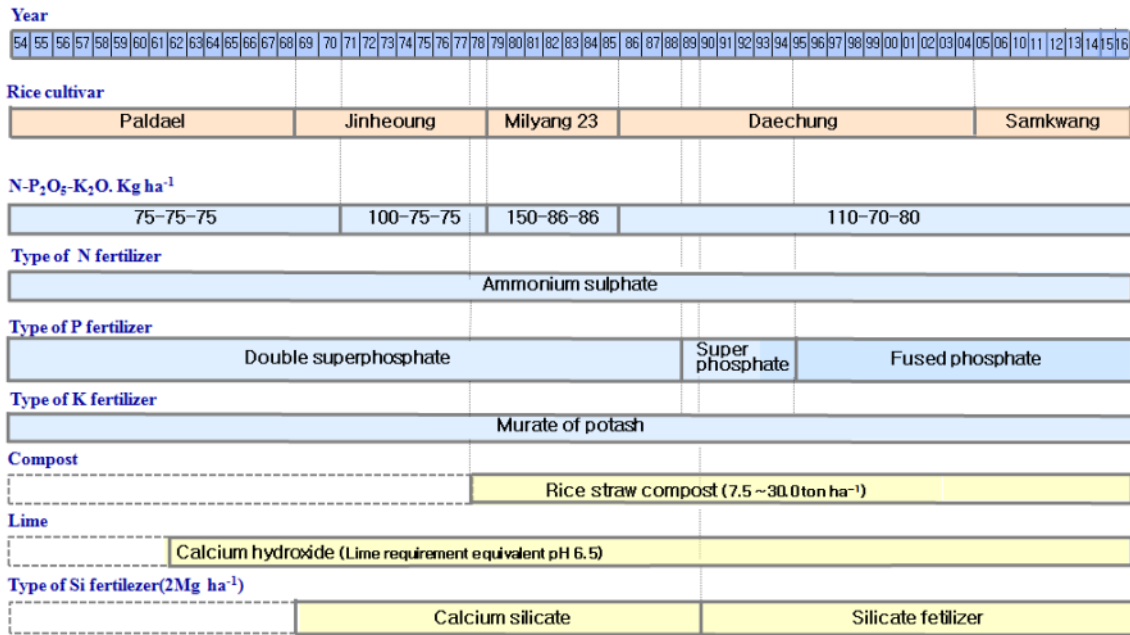 Year
54 55 56 57 58 59 60 61 62 63 64 65 66 67 68 69 70 71 72 73 74 75 76 77 78 79 80 81 82 83 84 85 86 87 88 89 90 91 92 93 94 95 96 97 98 99 00 01 02 03 04 05 06 10 11 12 13 14 15 16
Rice cultivar
Paldael Jinheoung Milyang 23 Daechung Samkwang
N-P₂O₅-K₂O. Kg ha⁻¹
75-75-75 100-75-75 150-86-86 110-70-80
Type of N fertilizer
Ammonium sulphate
Type of P fertilizer
Double superphosphate Super phosphate Fused phosphate
Type of K fertilizer
Murate of potash
Compost
Rice straw compost (7.5 ~30.0 ton ha⁻¹)
Lime
Calcium hydroxide (Lime requirement equivalent pH 6.5)
Type of Si fertilezer(2Mg ha⁻¹)
Calcium silicate Silicate fetilizer